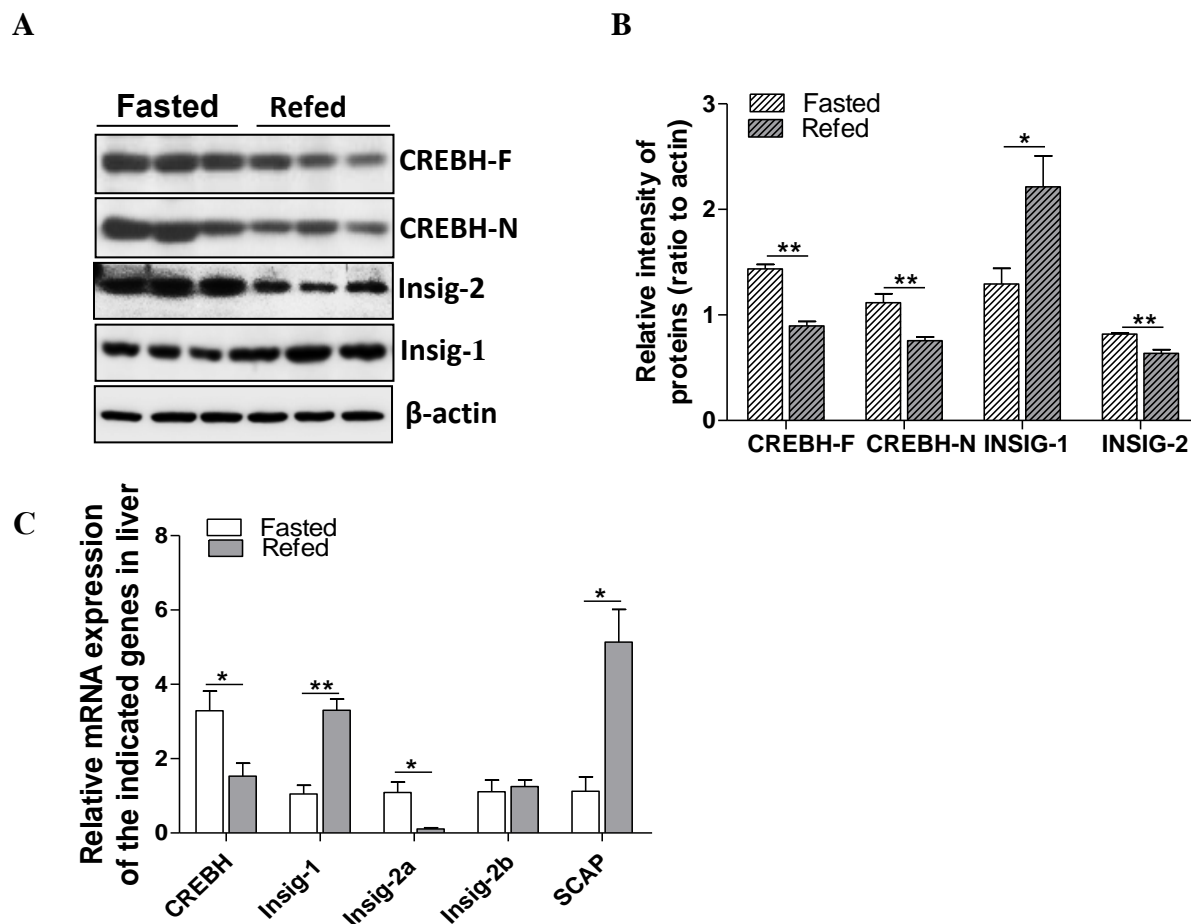 A
Fasted Refed
CREBH-F
CREBH-N
Insig-2
Insig-1
β-actin
B
Relative intensity of
proteins (ratio to actin)
3
2
1
0
Fasted
Refed
**
**
*
**
CREBH-F CREBH-N INSIG-1 INSIG-2
C
Relative mRNA expression
of the indicated genes in liver
8
6
4
2
0
Fasted
Refed
*
**
*
*
CREBH
Insig-1
Insig-2a
Insig-2b
SCAP